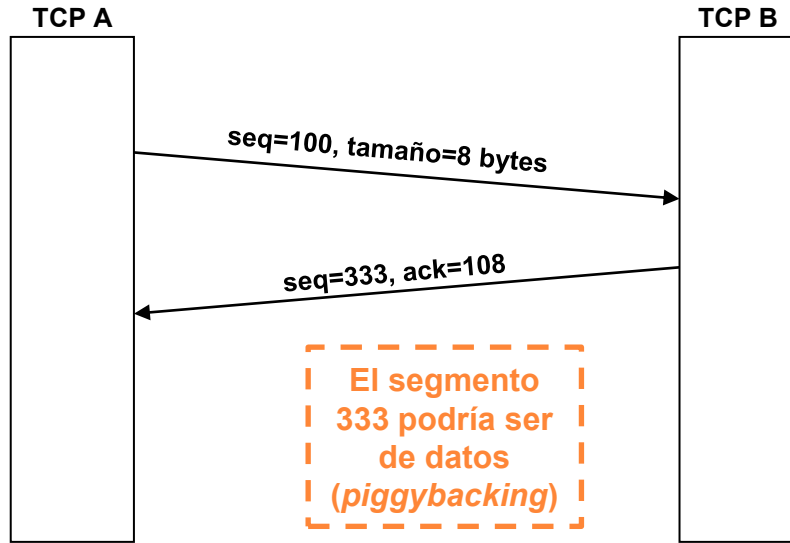 TCP A
TCP B
seq=100, tamaño=8 bytes
seq=333, ack=108
El segmento
333 podría ser
de datos
(piggybacking)